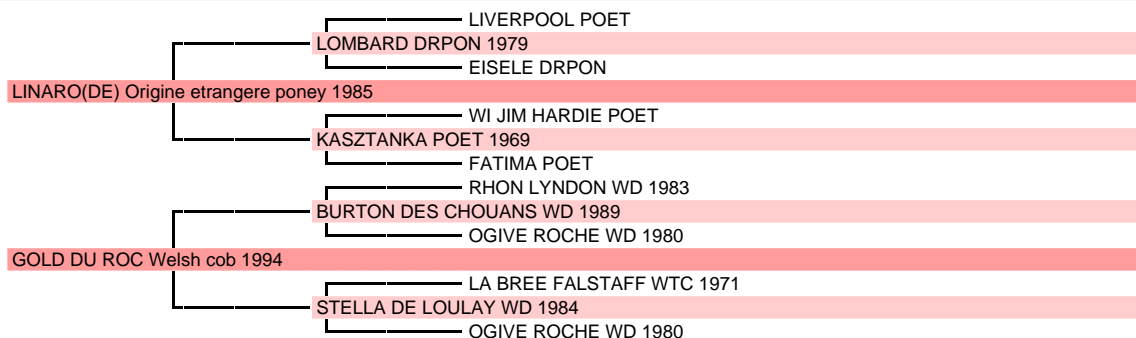 LIVERPOOL POET
LOMBARD DRPON 1979
EISELE DRPON
LINARO(DE) Origine etrangere poney 1985
WI JIM HARDIE POET
KASZTANKA POET 1969
FATIMA POET
RHON LYNDON WD 1983
BURTON DES CHOUANS WD 1989
OGIVE ROCHE WD 1980
GOLD DU ROC Welsh cob 1994
LA BREE FALSTAFF WTC 1971
STELLA DE LOULAY WD 1984
OGIVE ROCHE WD 1980